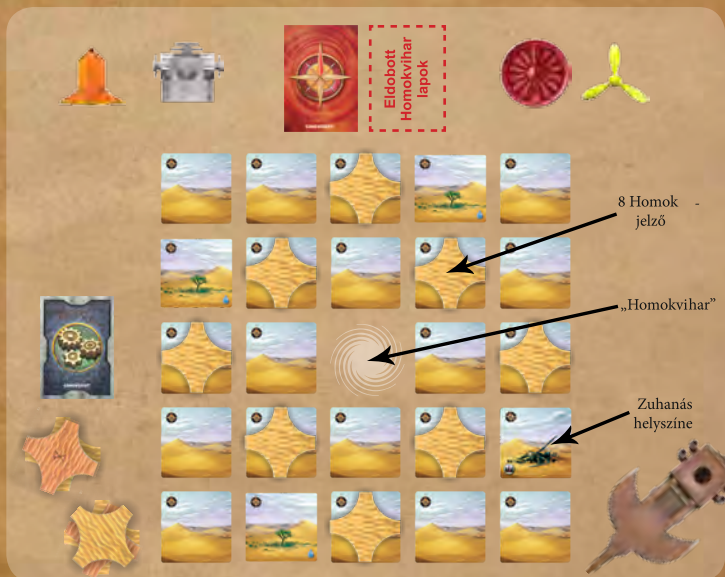 Eldobott
Homokvihar
lapok
8 Homok -
jelző
„Homokvihar”
Zuhanás
helyszíne